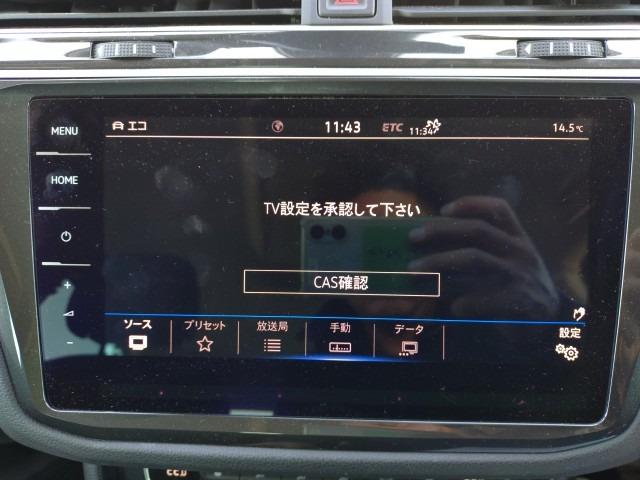 MENU
HOME
エコ
11:43
ETC
11:34
14.5℃
TV設定を承認して下さい
CAS確認
ソース
プリセット
放送局
手動
データ
設定
+
-